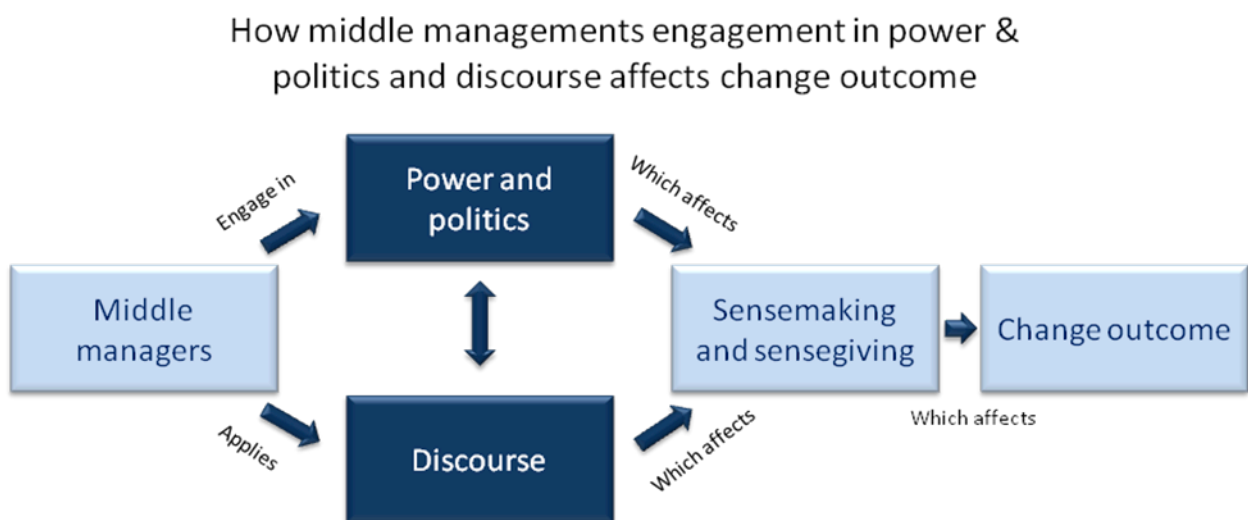 How middle managements engagement in power &
politics and discourse affects change outcome
Engage in
Power and
politics
Which affects
Middle
managers
Sensemaking
and sensegiving
Change outcome
Which affects
Applies
Discourse
Which affects